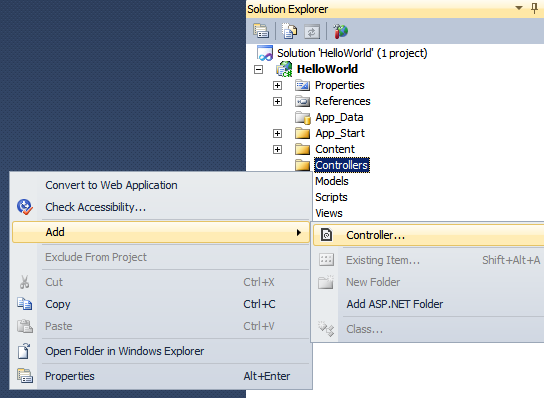 Solution Explorer
Solution 'HelloWorld' (1 project)
HelloWorld
Properties
References
App_Data
App_Start
Content
Controllers
Models
Scripts
Views
Convert to Web Application
Check Accessibility...
Add
Exclude From Project
Cut Ctrl+X
Copy Ctrl+C
Paste Ctrl+V
Open Folder in Windows Explorer
Properties Alt+Enter
Controller...
Existing Item... Shift+Alt+A
New Folder
Add ASP.NET Folder
Class...